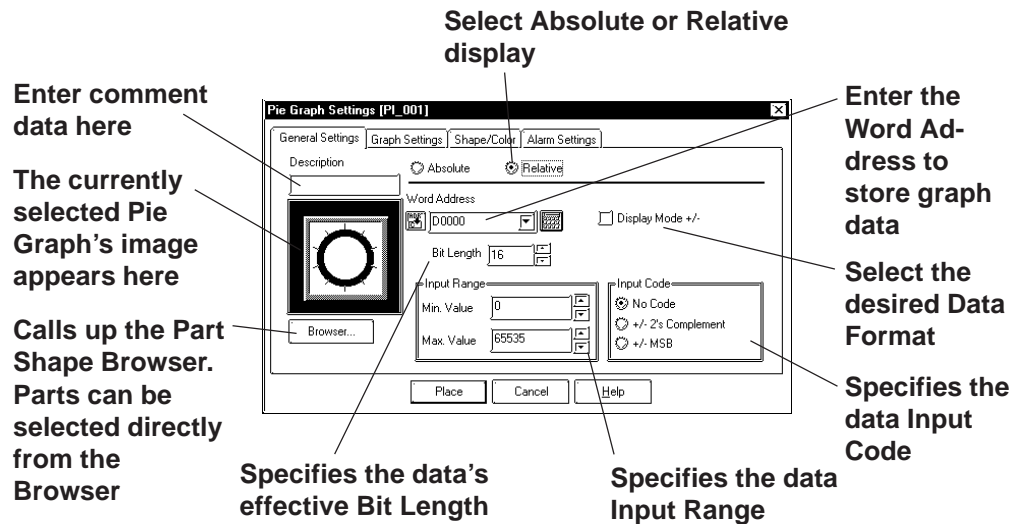 Select Absolute or Relative
display
Enter comment
data here
The currently
selected Pie
Graph's image
appears here
Calls up the Part
Shape Browser.
Parts can be
selected directly
from the
Browser
Pie Graph Settings [PI_001]
General Settings Graph Settings Shape/Color Alarm Settings
Description
Absolute Relative
Word Address
D0000
Display Mode +/-
Bit Length 16
Input Range
Min. Value 0
Max. Value 65535
Input Code
No Code
+/- 2's Complement
+/- MSB
Browser...
Place Cancel Help
Enter the
Word Ad-
dress to
store graph
data
Select the
desired Data
Format
Specifies the
data Input
Code
Specifies the data's
effective Bit Length
Specifies the data
Input Range